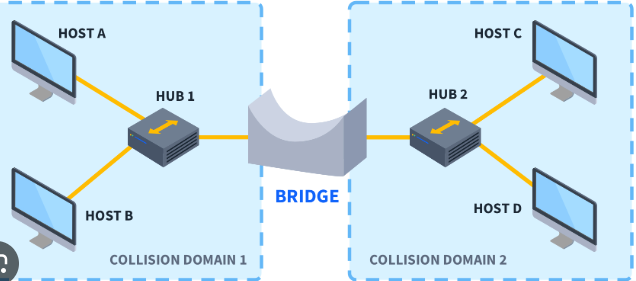 HOST A
HOST C
HUB 1
HUB 2
BRIDGE
HOST B
HOST D
COLLISION DOMAIN 1
COLLISION DOMAIN 2